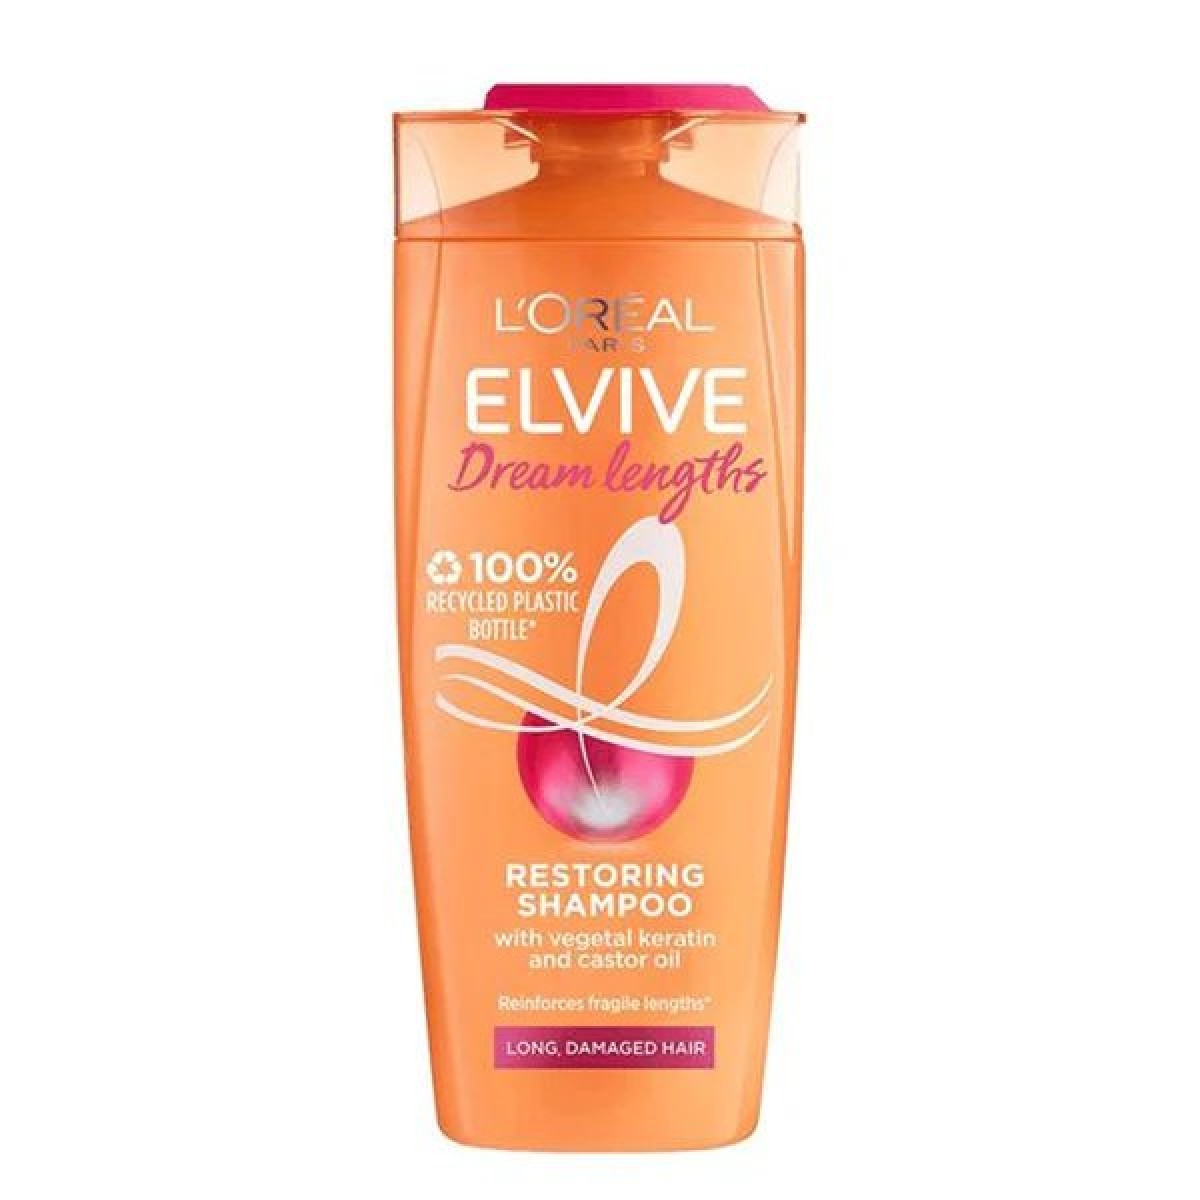 L'ORÉAL
PARIS
ELVIVE
Dream lengths
100%
RECYCLED PLASTIC
BOTTLE*
RESTORING
SHAMPOO
with vegetal keratin
and castor oil
Reinforces fragile lengths*
LONG, DAMAGED HAIR